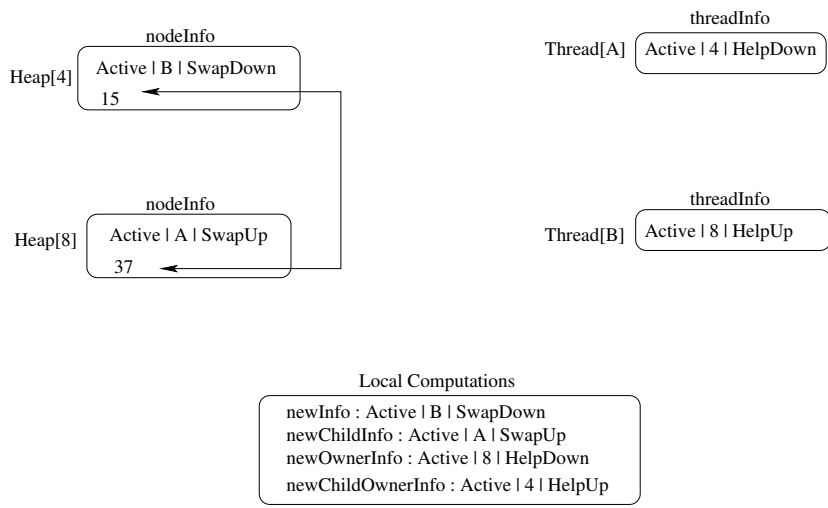 nodeInfo
Heap[4]
Active | B | SwapDown
15
threadInfo
Thread[A]
Active | 4 | HelpDown
nodeInfo
Heap[8]
Active | A | SwapUp
37
threadInfo
Thread[B]
Active | 8 | HelpUp
Local Computations
newInfo : Active | B | SwapDown
newChildInfo : Active | A | SwapUp
newOwnerInfo : Active | 8 | HelpDown
newChildOwnerInfo : Active | 4 | HelpUp